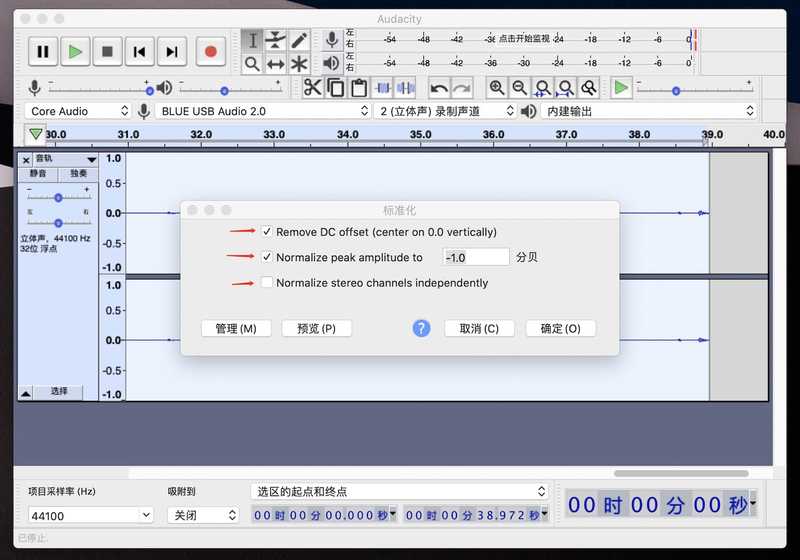 Audacity
左 -54 -48 -42 -36 点击开始监视 -24 -18 -12 -6 0
右
左 -54 -48 -42 -36 -30 -24 -18 -12 -6 0
右
- + - + - +
Core Audio BLUE USB Audio 2.0 2 (立体声) 录制声道 内建输出
30.0 31.0 32.0 33.0 34.0 35.0 36.0 37.0 38.0 39.0 40.0
音轨
静音 独奏
- +
左 右
立体声, 44100 Hz
32位 浮点
选择
1.0
0.5
0.0
-0.5
-1.0
1.0
0.5
0.0
-0.5
-1.0
标准化
Remove DC offset (center on 0.0 vertically)
Normalize peak amplitude to -1.0 分贝
Normalize stereo channels independently
管理 (M) 预览 (P) ? 取消 (C) 确定 (O)
项目采样率 (Hz) 吸附到 选区的起点和终点
44100 关闭 00 时 00 分 00.000 秒 00 时 00 分 38.972 秒
00 时 00 分 00 秒
已停止.